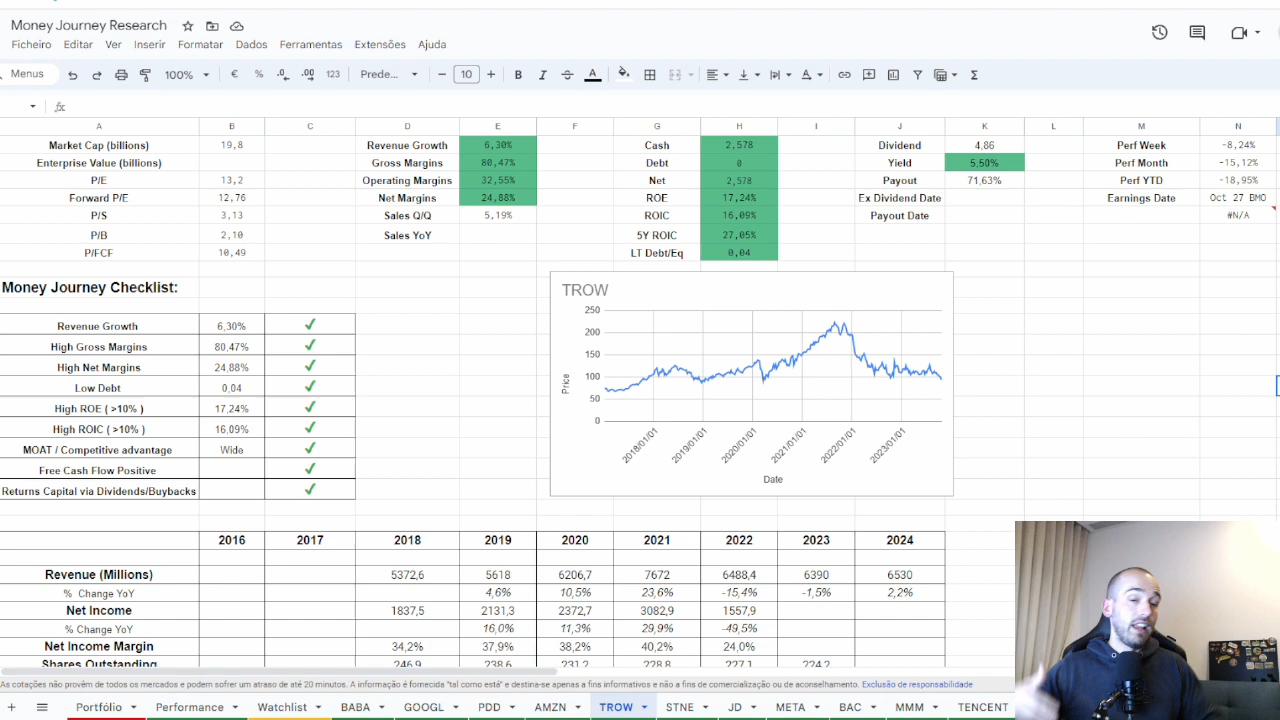 Money Journey Research
Ficheiro Editar Ver Inserir Formatar Dados Ferramentas Extensões Ajuda
Menus 100% € % .0 .00 123 Prede... 10 B I A
fx
A B C D E F G H I J K L M N
Market Cap (billions) 19,8 Revenue Growth 6,30% Cash 2,578 Dividend 4,86 Perf Week -8,24%
Enterprise Value (billions) Gross Margins 80,47% Debt 0 Yield 5,50% Perf Month -15,12%
P/E 13,2 Operating Margins 32,55% Net 2,578 Payout 71,63% Perf YTD -18,95%
Forward P/E 12,76 Net Margins 24,88% ROE 17,24% Ex Dividend Date Earnings Date Oct 27 BMO
P/S 3,13 Sales Q/Q 5,19% ROIC 16,09% Payout Date #N/A
P/B 2,10 Sales YoY 5Y ROIC 27,05%
P/FCF 10,49 LT Debt/Eq 0,04
Money Journey Checklist:
Revenue Growth 6,30% ✓
High Gross Margins 80,47% ✓
High Net Margins 24,88% ✓
Low Debt 0,04 ✓
High ROE ( >10% ) 17,24% ✓
High ROIC ( >10% ) 16,09% ✓
MOAT / Competitive advantage Wide ✓
Free Cash Flow Positive ✓
Returns Capital via Dividends/Buybacks ✓
TROW
250
200
150
100
50
0
Price
2018/01/01 2019/01/01 2020/01/01 2021/01/01 2022/01/01 2023/01/01
Date
2016 2017 2018 2019 2020 2021 2022 2023 2024
Revenue (Millions) 5372,6 5618 6206,7 7672 6488,4 6390 6530
% Change YoY 4,6% 10,5% 23,6% -15,4% -1,5% 2,2%
Net Income 1837,5 2131,3 2372,7 3082,9 1557,9
% Change YoY 16,0% 11,3% 29,9% -49,5%
Net Income Margin 34,2% 37,9% 38,2% 40,2% 24,0%
Shares Outstanding 246,9 238,6 231,2 228,8 227,1 224,2
As cotações não provêm de todos os mercados e podem sofrer um atraso de até 20 minutos. A informação é fornecida "tal como está" e destina-se apenas a fins informativos e não a fins de comercialização ou de aconselhamento. Exclusão de responsabilidade
Portfólio Performance Watchlist BABA GOOGL PDD AMZN TROW STNE JD META BAC MMM TENCENT